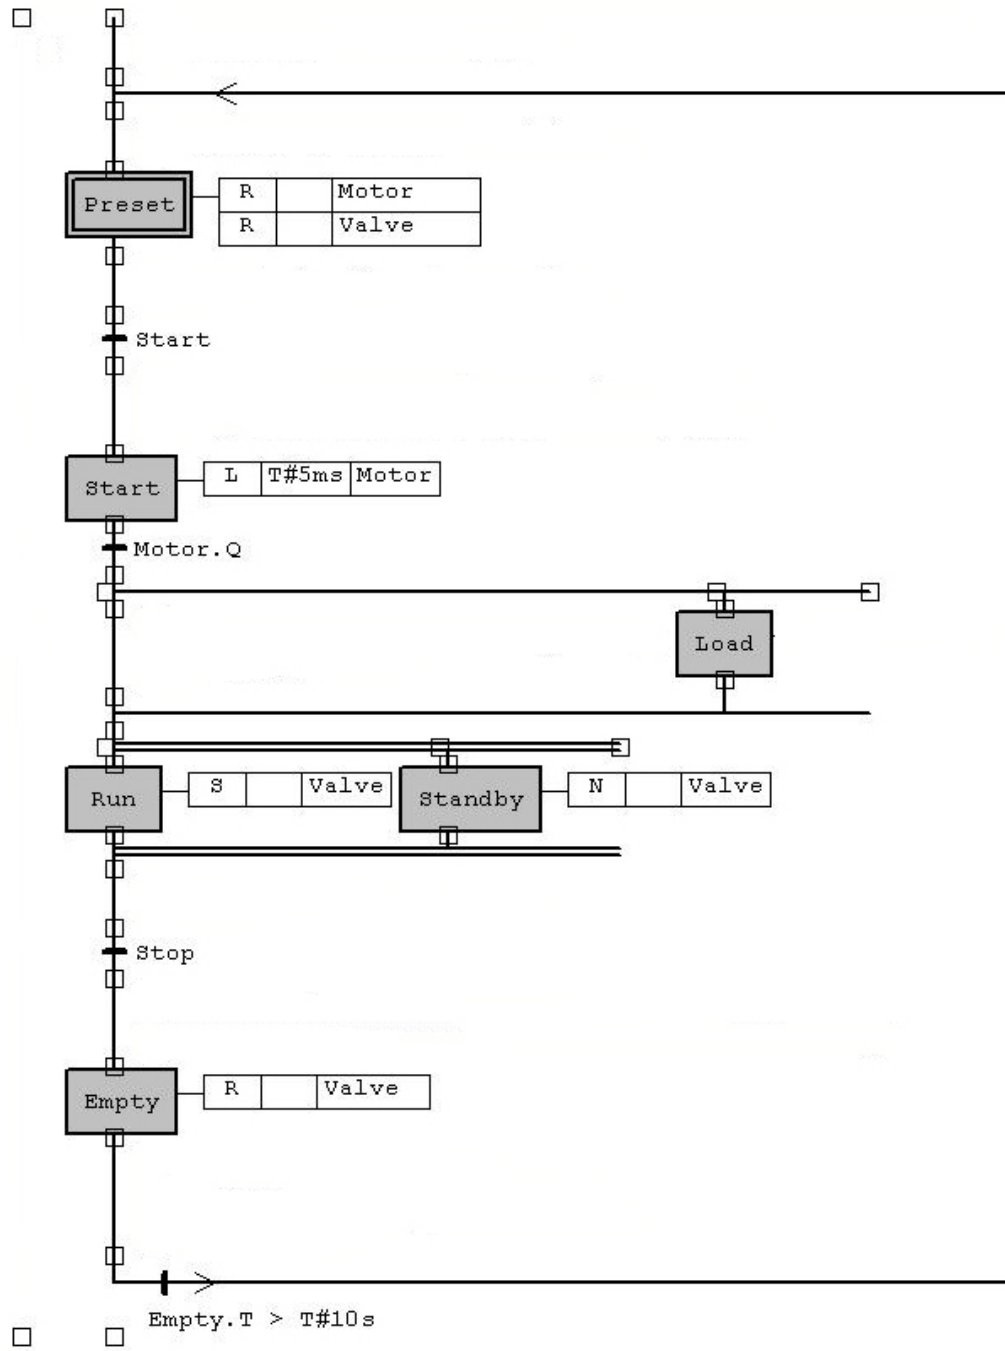 R Motor
Preset
R Valve
Start
Start L T#5ms Motor
Motor.Q
Load
Run S Valve Standby N Valve
Stop
Empty R Valve
Empty.T > T#10s